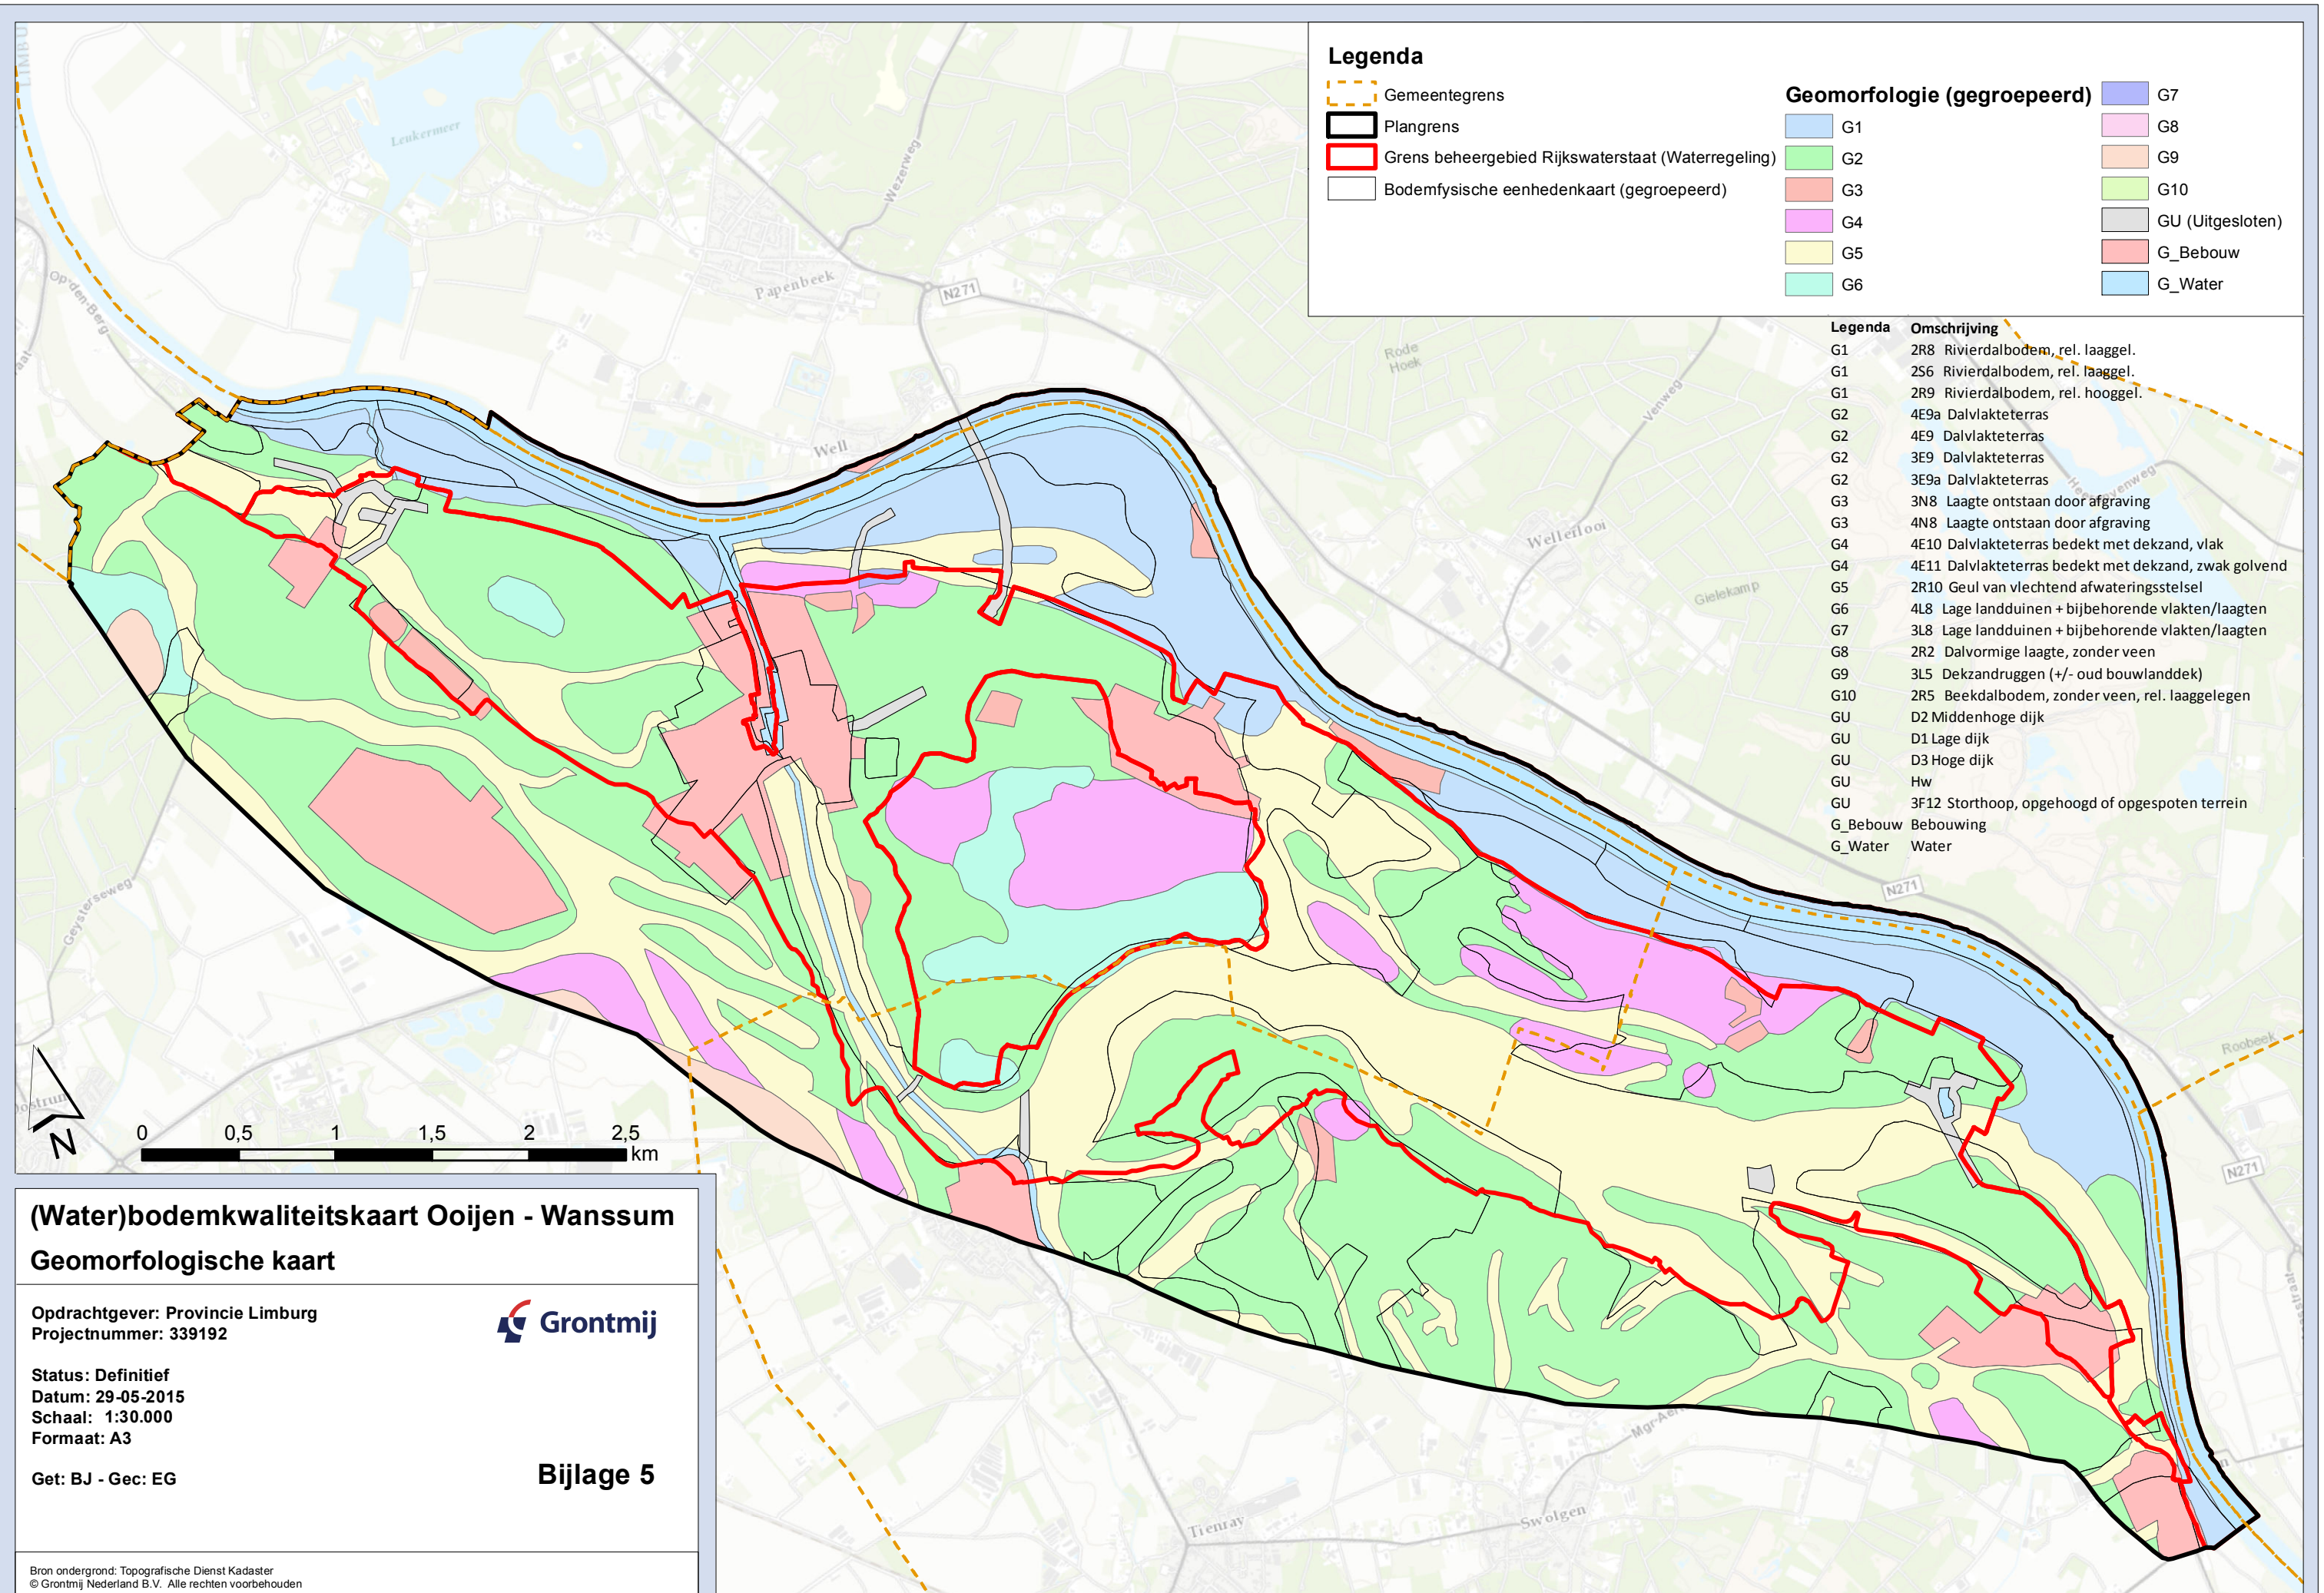 Legenda
Gemeentegrens
Plangrens
Grens beheergebied Rijkswaterstaat (Waterregeling)
Bodemfysische eenhedenkaart (gegroepeerd)
Geomorfologie (gegroepeerd)
G1
G2
G3
G4
G5
G6
G7
G8
G9
G10
GU (Uitgesloten)
G_Bebouw
G_Water
Legenda Omschrijving
G1 2R8 Rivierdalbodem, rel. laaggel.
G1 2S6 Rivierdalbodem, rel. laaggel.
G1 2R9 Rivierdalbodem, rel. hooggel.
G2 4E9a Dalvlakteterras
G2 4E9 Dalvlakteterras
G2 3E9 Dalvlakteterras
G2 3E9a Dalvlakteterras
G3 3N8 Laagte ontstaan door afgraving
G3 4N8 Laagte ontstaan door afgraving
G4 4E10 Dalvlakteterras bedekt met dekzand, vlak
G4 4E11 Dalvlakteterras bedekt met dekzand, zwak golvend
G5 2R10 Geul van vlechtend afwateringsstelsel
G6 4L8 Lage landduinen + bijbehorende vlakten/laagten
G7 3L8 Lage landduinen + bijbehorende vlakten/laagten
G8 2R2 Dalvormige laagte, zonder veen
G9 3L5 Dekzandruggen (+/- oud bouwlanddek)
G10 2R5 Beekdalbodem, zonder veen, rel. laaggelegen
GU D2 Middenhoge dijk
GU D1 Lage dijk
GU D3 Hoge dijk
GU Hw
GU 3F12 Storthoop, opgehoogd of opgespoten terrein
G_Bebouw Bebouwing
G_Water Water
Leukermeer
Wezerweg
Op-den-Berg
Papenbeek
N271
Rode
Hoek
Venweg
Well
Wellerlooi
Gielekamp
N271
Geysterseweg
Roobeek
N271
Tienray
Swolgen
N
0 0,5 1 1,5 2 2,5
km
(Water)bodemkwaliteitskaart Ooijen - Wanssum
Geomorfologische kaart
Opdrachtgever: Provincie Limburg
Projectnummer: 339192
Grontmij
Status: Definitief
Datum: 29-05-2015
Schaal: 1:30.000
Formaat: A3
Get: BJ - Gec: EG
Bijlage 5
Bron ondergrond: Topografische Dienst Kadaster
© Grontmij Nederland B.V. Alle rechten voorbehouden